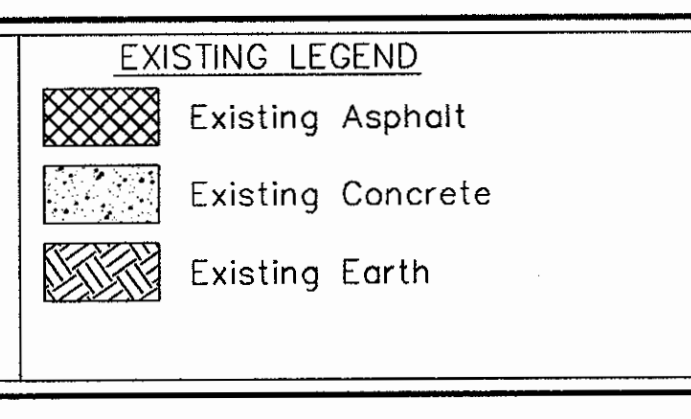 EXISTING LEGEND
Existing Asphalt
Existing Concrete
Existing Earth